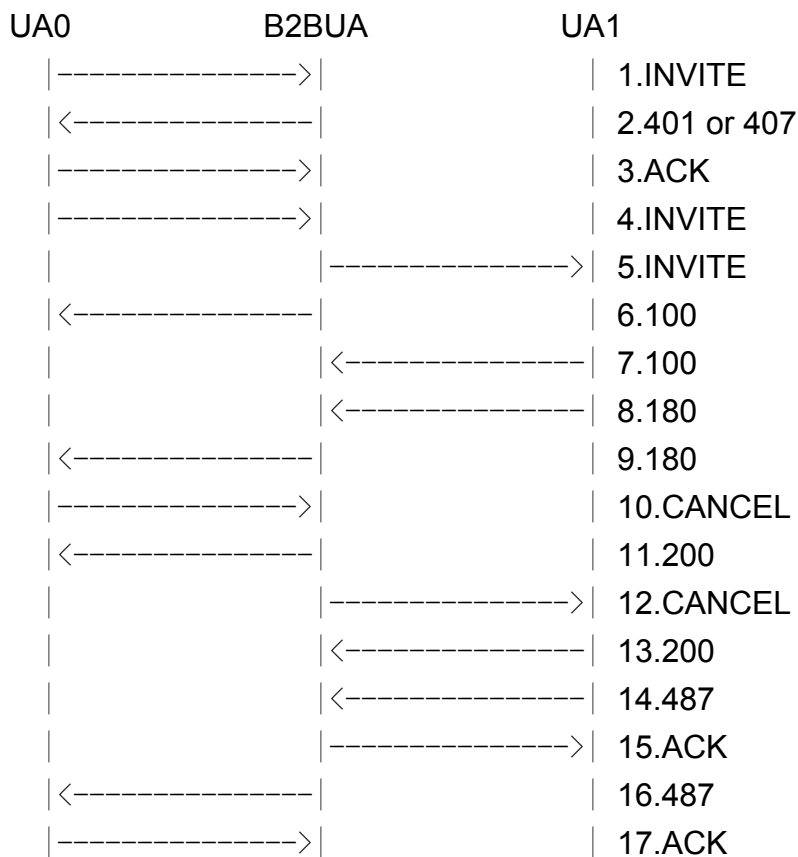 UA0 B2BUA UA1
|--------------->| | 1.INVITE
|<---------------| | 2.401 or 407
|--------------->| | 3.ACK
|--------------->| | 4.INVITE
| |--------------->| 5.INVITE
|<---------------| | 6.100
| |<---------------| 7.100
| |<---------------| 8.180
|<---------------| | 9.180
|--------------->| | 10.CANCEL
|<---------------| | 11.200
| |--------------->| 12.CANCEL
| |<---------------| 13.200
| |<---------------| 14.487
| |--------------->| 15.ACK
|<---------------| | 16.487
|--------------->| | 17.ACK